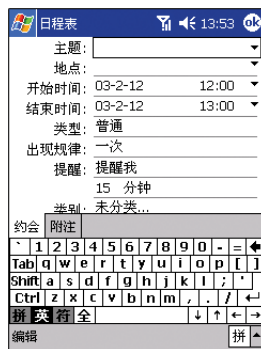 日程表 13:53 ok
主题:
地点:
开始时间: 03-2-12 12:00
结束时间: 03-2-12 13:00
类型: 普通
出现规律: 一次
提醒: 提醒我
15 分钟
类别: 未分类...
约会 附注
` 1 2 3 4 5 6 7 8 9 0 - =
Tab q w e r t y u i o p [ ]
Shift a s d f g h j k l ; '
Ctrl z x c v b n m , . /
拼 英 符 全
编辑 拼